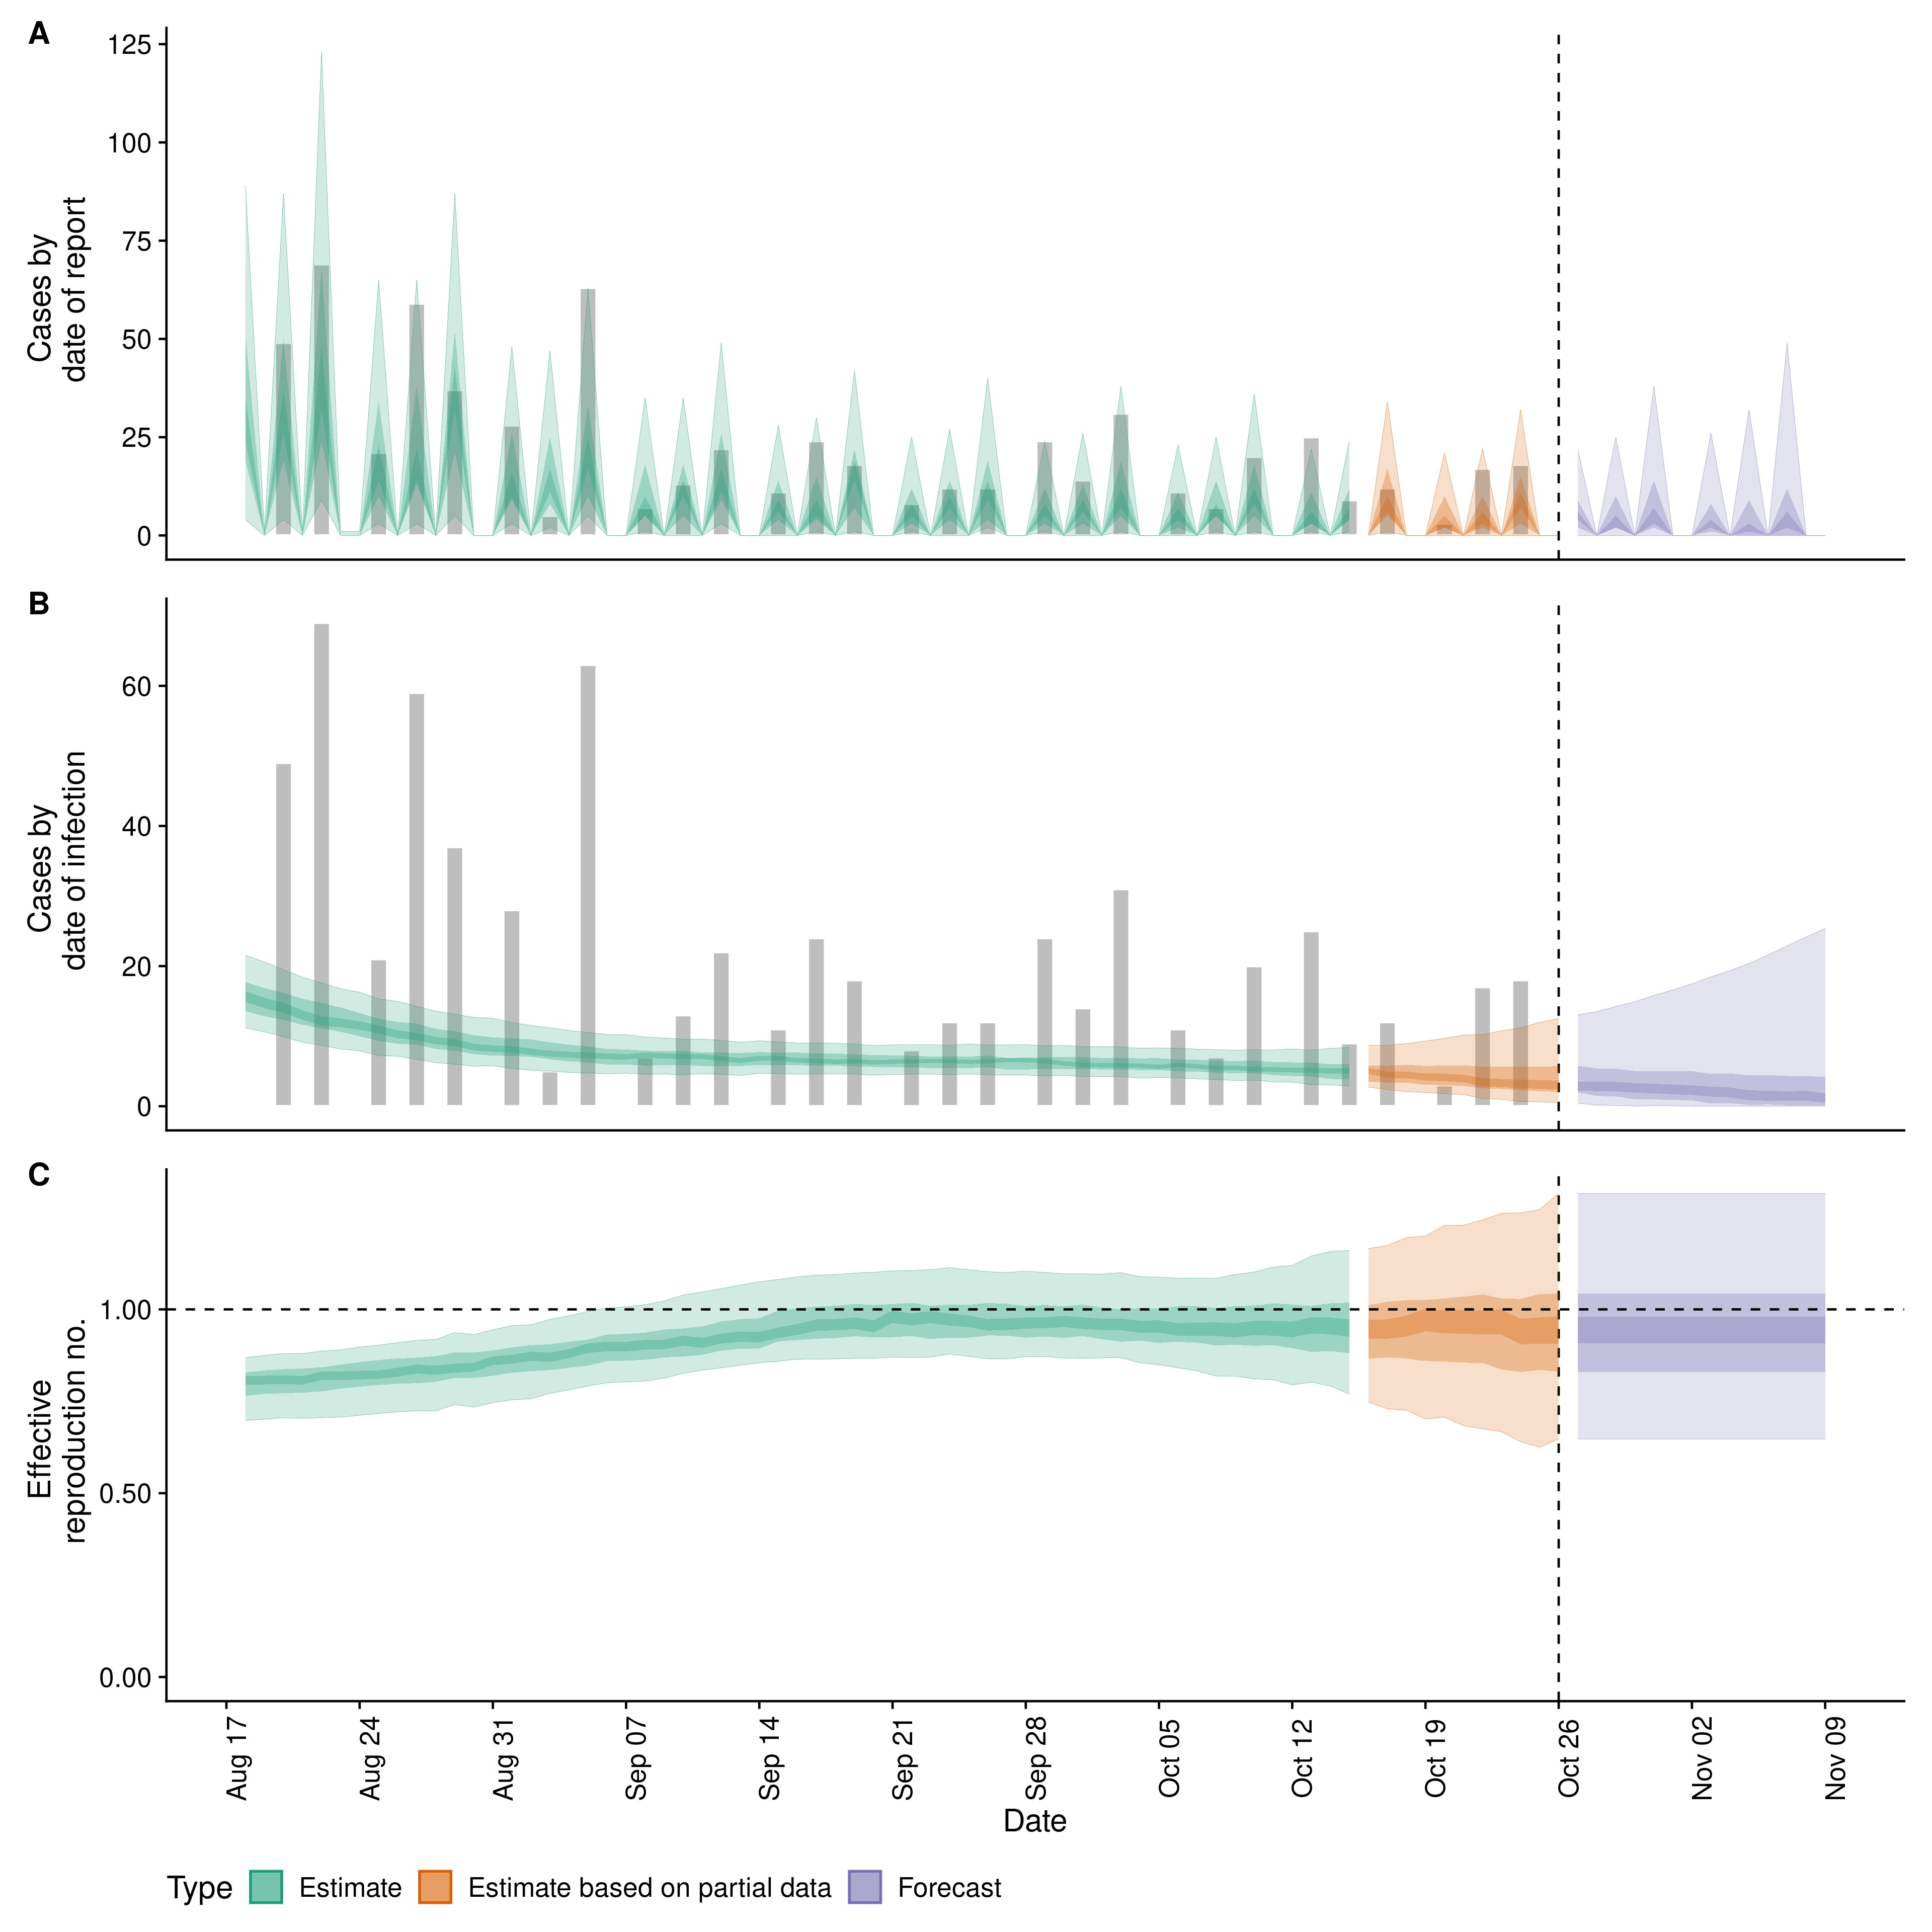 A
Cases by
date of report
125
100
75
50
25
0
B
Cases by
date of infection
60
40
20
0
C
Effective
reproduction no.
1.00
0.50
0.00
Aug 17
Aug 24
Aug 31
Sep 07
Sep 14
Sep 21
Sep 28
Oct 05
Oct 12
Oct 19
Oct 26
Nov 02
Nov 09
Date
Type Estimate Estimate based on partial data Forecast